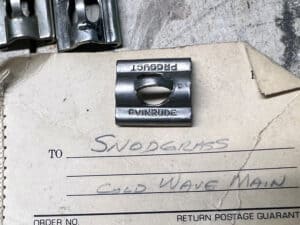 PRODUCT
EVINRUDE
TO SNODGRASS
COLD WAVE MAIN
ORDER NO.
RETURN POSTAGE GUARANT